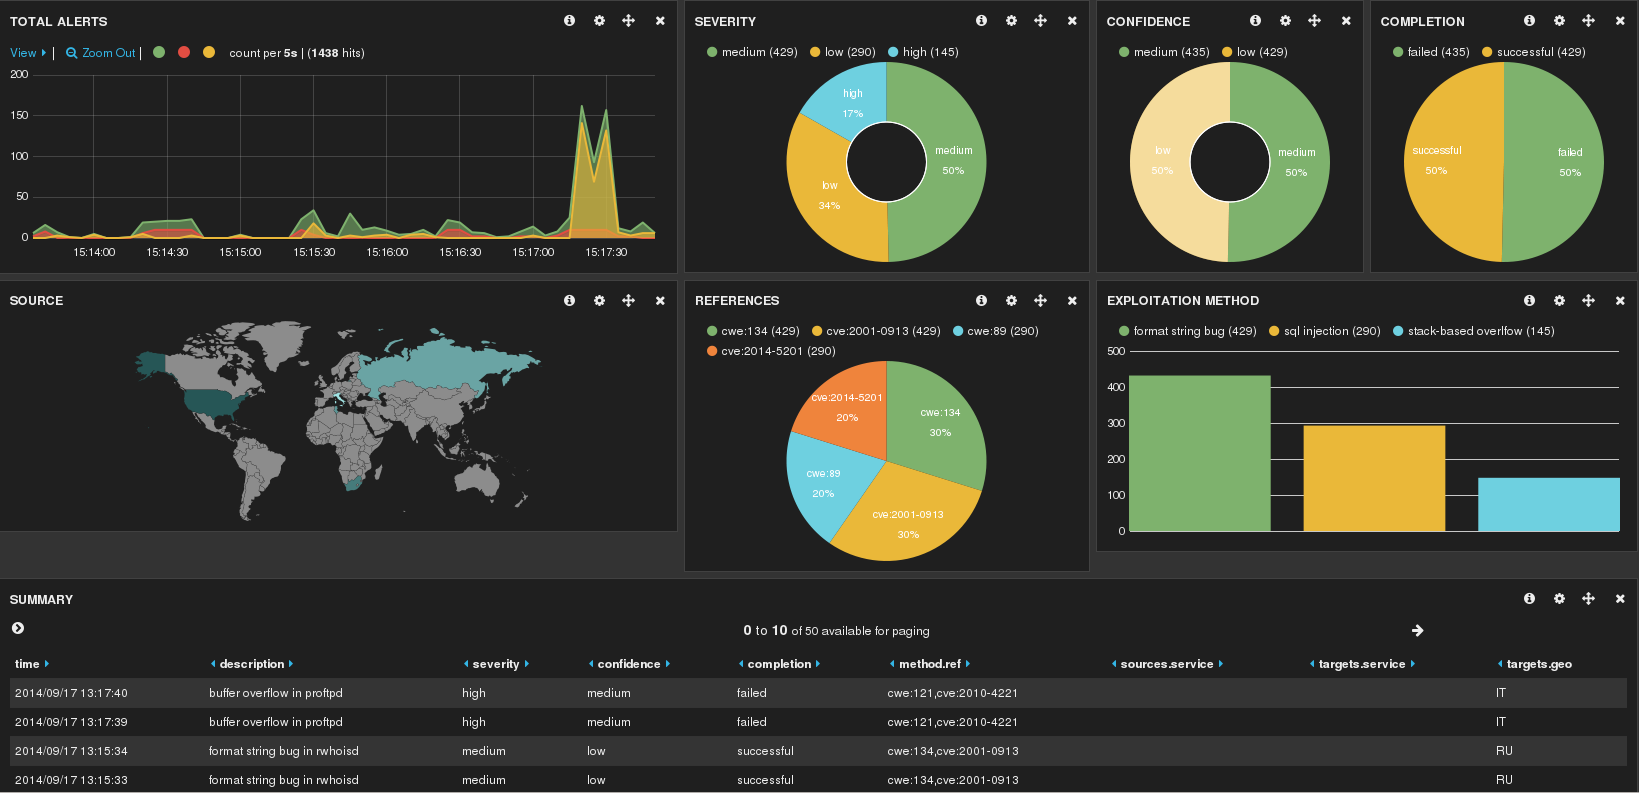 TOTAL ALERTS
View | Zoom Out | count per 5s | (1438 hits)
200
150
100
50
0
15:14:00 15:14:30 15:15:00 15:15:30 15:16:00 15:16:30 15:17:00 15:17:30
SEVERITY
medium (429) low (290) high (145)
high
17%
medium
50%
low
34%
CONFIDENCE
medium (435) low (429)
low
50%
medium
50%
COMPLETION
failed (435) successful (429)
successful
50%
failed
50%
SOURCE
REFERENCES
cwe:134 (429) cve:2001-0913 (429) cwe:89 (290)
cve:2014-5201 (290)
cve:2014-5201
20%
cwe:134
30%
cwe:89
20%
cve:2001-0913
30%
EXPLOITATION METHOD
format string bug (429) sql injection (290) stack-based overlfow (145)
500
400
300
200
100
0
SUMMARY
0 to 10 of 50 available for paging
time description severity confidence completion method.ref sources.service targets.service targets.geo
2014/09/17 13:17:40 buffer overflow in proftpd high medium failed cwe:121,cve:2010-4221 IT
2014/09/17 13:17:39 buffer overflow in proftpd high medium failed cwe:121,cve:2010-4221 IT
2014/09/17 13:15:34 format string bug in rwhoisd medium low successful cwe:134,cve:2001-0913 RU
2014/09/17 13:15:33 format string bug in rwhoisd medium low successful cwe:134,cve:2001-0913 RU